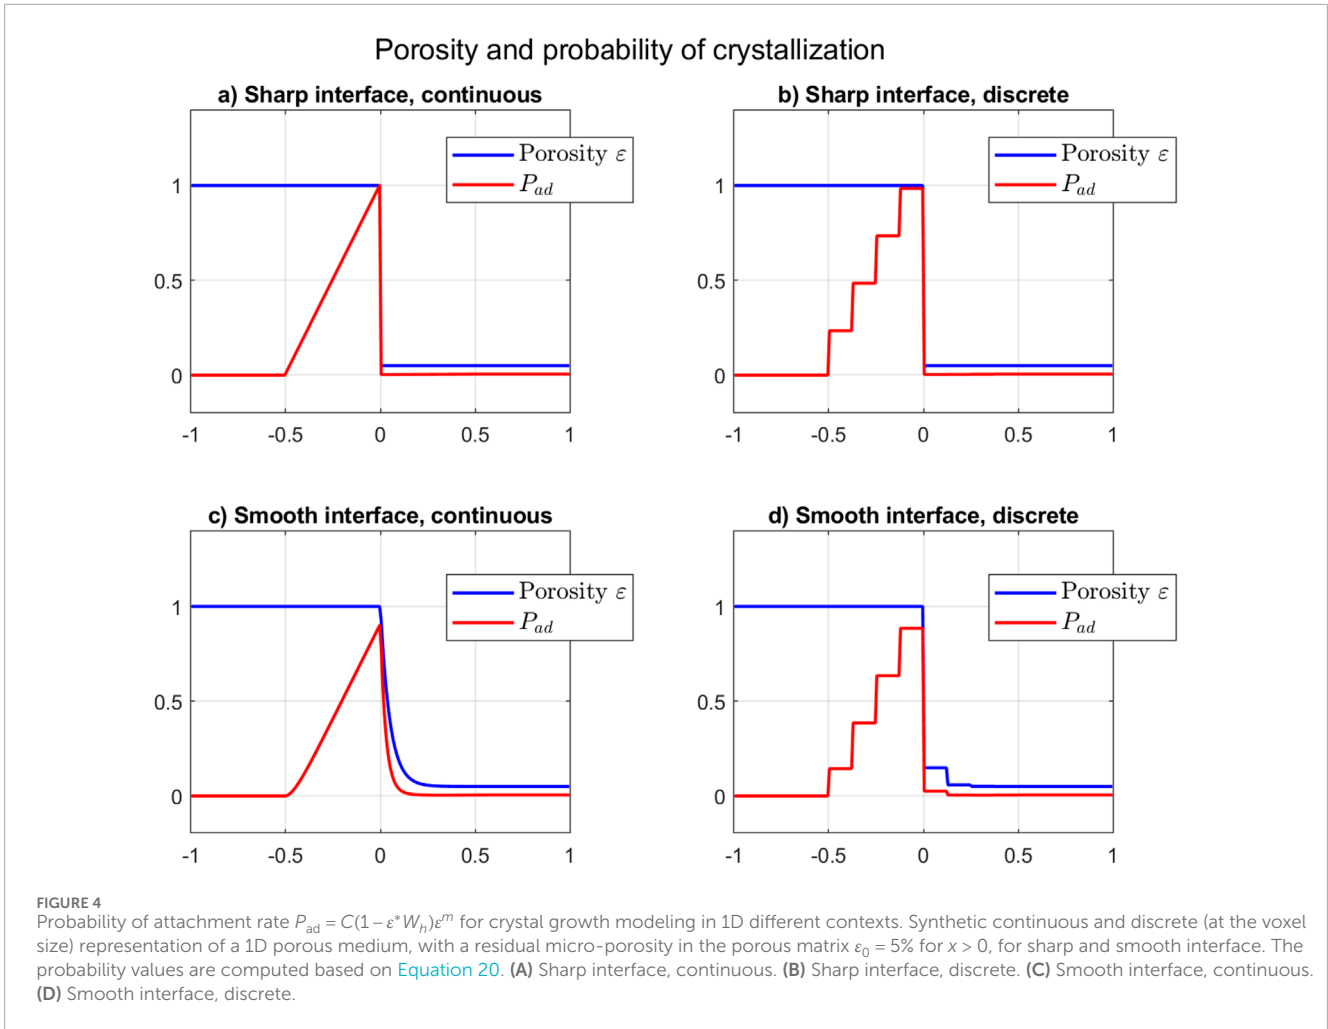 Porosity and probability of crystallization
a) Sharp interface, continuous
Porosity ε
P_ad
1
0.5
0
-1 -0.5 0 0.5 1
b) Sharp interface, discrete
Porosity ε
P_ad
1
0.5
0
-1 -0.5 0 0.5 1
c) Smooth interface, continuous
Porosity ε
P_ad
1
0.5
0
-1 -0.5 0 0.5 1
d) Smooth interface, discrete
Porosity ε
P_ad
1
0.5
0
-1 -0.5 0 0.5 1
FIGURE 4
Probability of attachment rate P_ad = C(1 – ε*W_h)ε^m for crystal growth modeling in 1D different contexts. Synthetic continuous and discrete (at the voxel
size) representation of a 1D porous medium, with a residual micro-porosity in the porous matrix ε_0 = 5% for x > 0, for sharp and smooth interface. The
probability values are computed based on Equation 20. (A) Sharp interface, continuous. (B) Sharp interface, discrete. (C) Smooth interface, continuous.
(D) Smooth interface, discrete.